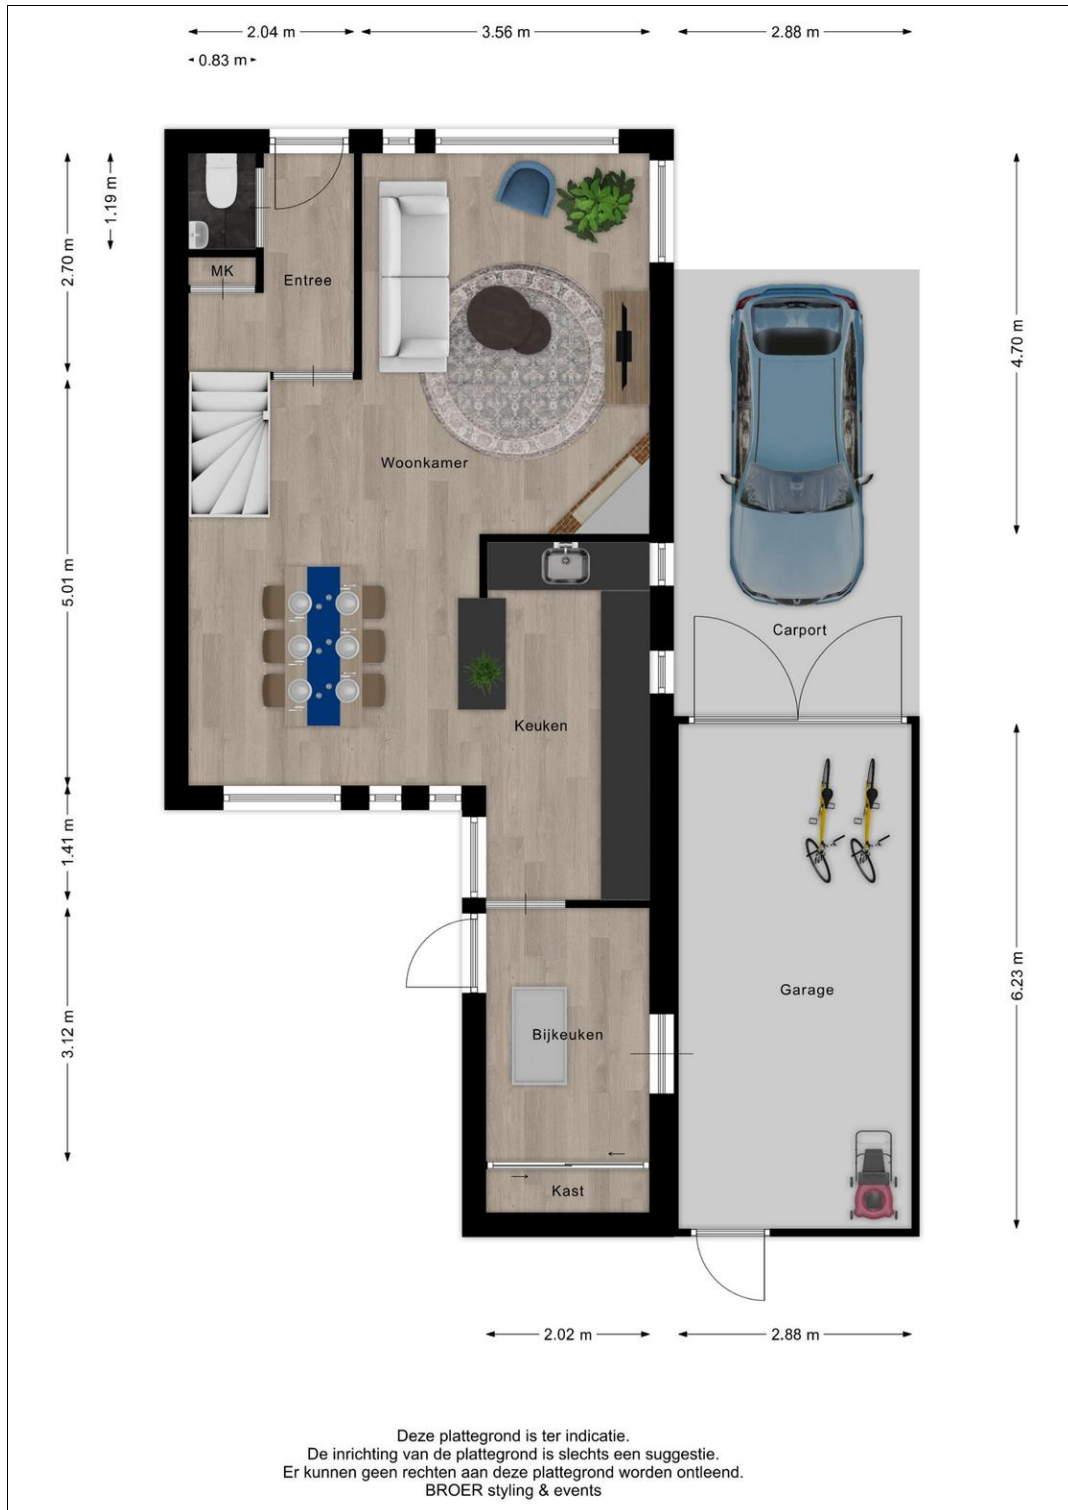 2.04 m
3.56 m
2.88 m
0.83 m
1.19 m
2.70 m
MK
Entree
4.70 m
Woonkamer
5.01 m
Carport
Keuken
1.41 m
6.23 m
Garage
3.12 m
Bijkeuken
Kast
2.02 m
2.88 m
Deze plattegrond is ter indicatie.
De inrichting van de plattegrond is slechts een suggestie.
Er kunnen geen rechten aan deze plattegrond worden ontleend.
BROER styling & events